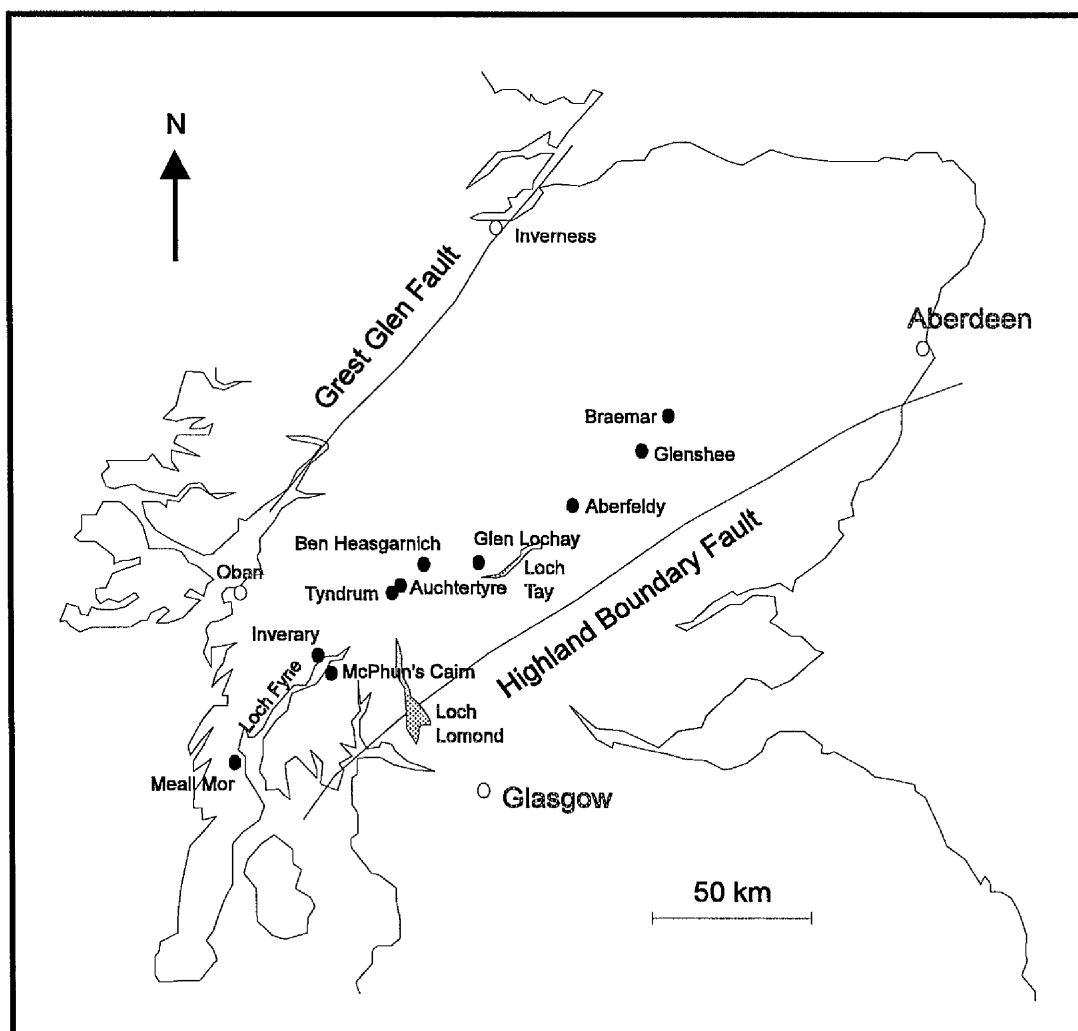 N
Inverness
Grest Glen Fault
Aberdeen
Braemar
Glenshee
Aberfeldy
Glen Lochay
Ben Heasgarnich
Loch
Tay
Oban
Auchtertyre
Tyndrum
Highland Boundary Fault
Inverary
McPhun's Cairn
Loch Fyne
Loch
Lomond
Meall Mor
Glasgow
50 km